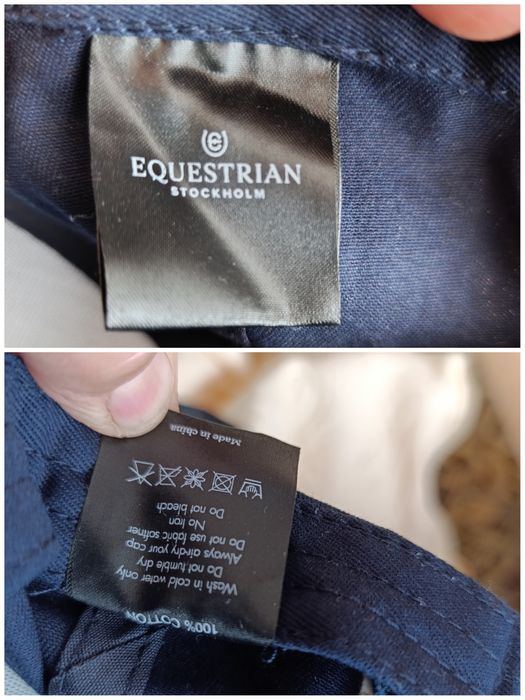 EQUESTRIAN
STOCKHOLM
100% COTTON
Wash in cold water only
Do not tumble dry
Always airdry your cap
Do not use fabric softner
No Iron
Do not bleach
Made in china